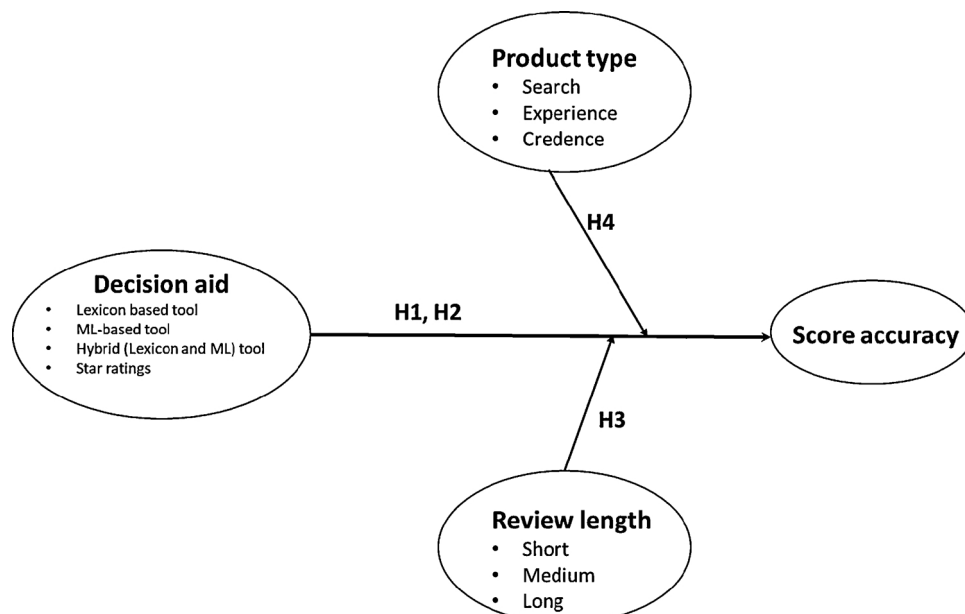 Product type
• Search
• Experience
• Credence
H4
Decision aid
• Lexicon based tool
• ML-based tool
• Hybrid (Lexicon and ML) tool
• Star ratings
H1, H2
Score accuracy
H3
Review length
• Short
• Medium
• Long